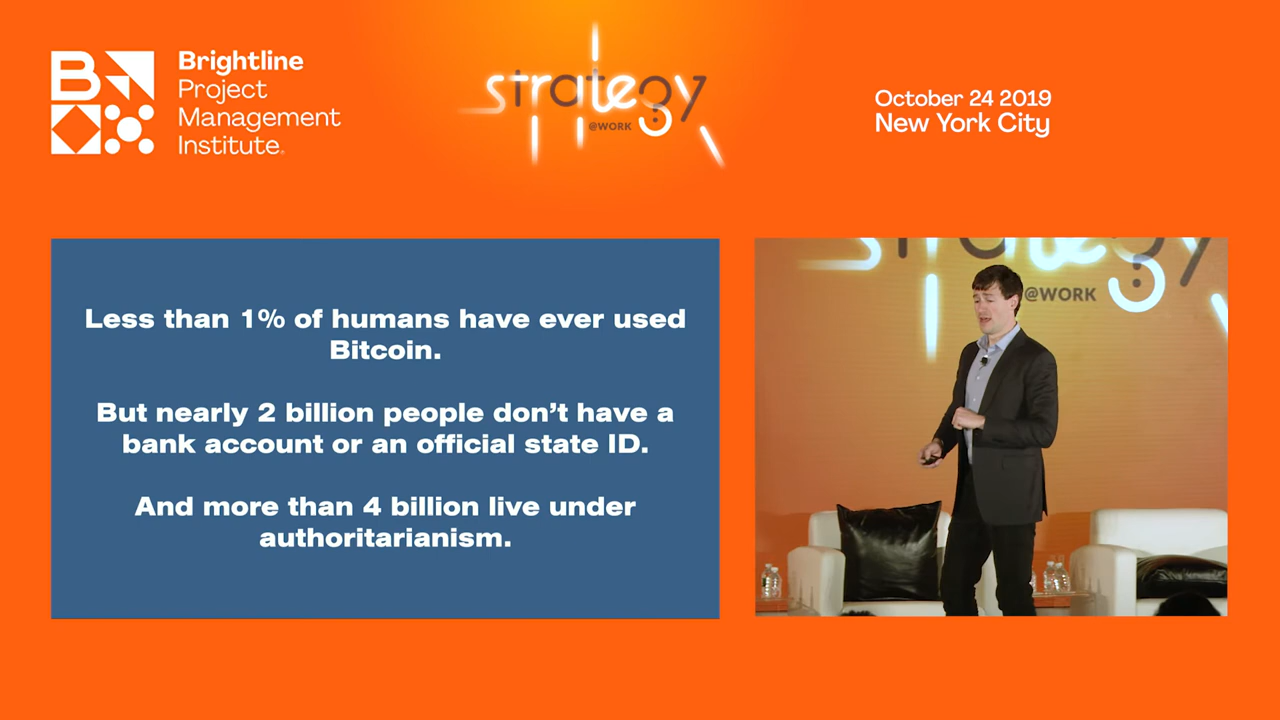 Brightline
Project
Management
Institute.
strategy
@WORK
October 24 2019
New York City
Less than 1% of humans have ever used
Bitcoin.
But nearly 2 billion people don't have a
bank account or an official state ID.
And more than 4 billion live under
authoritarianism.
strategy
@WORK